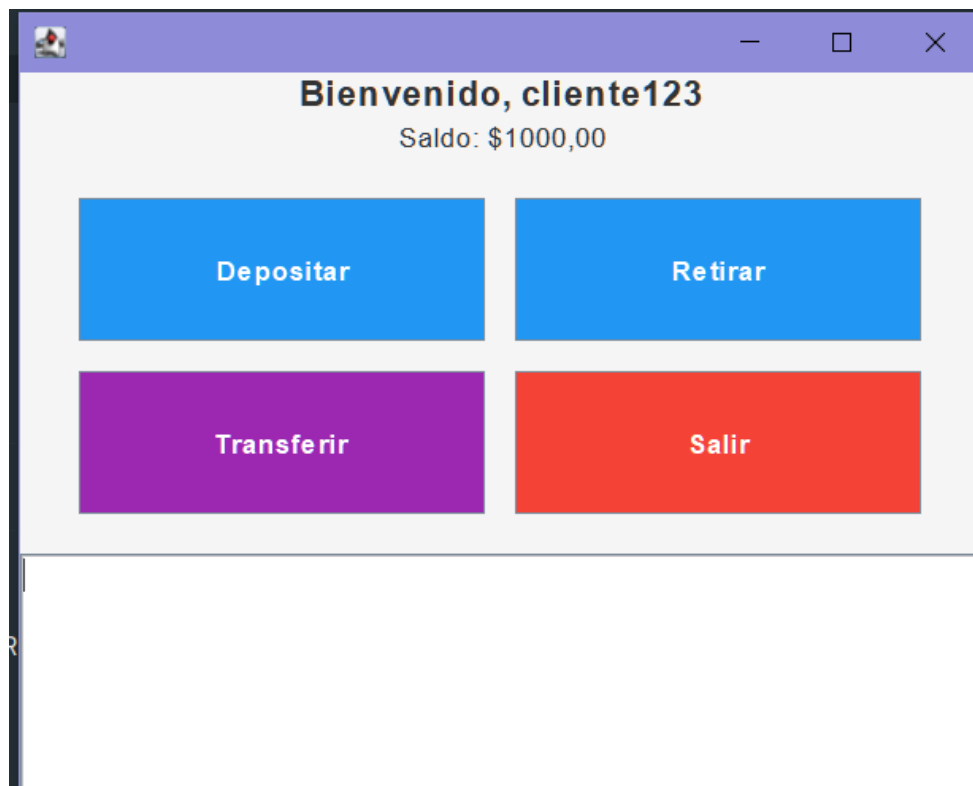 Bienvenido, cliente123
Saldo: $1000,00
Depositar
Retirar
Transferir
Salir
R